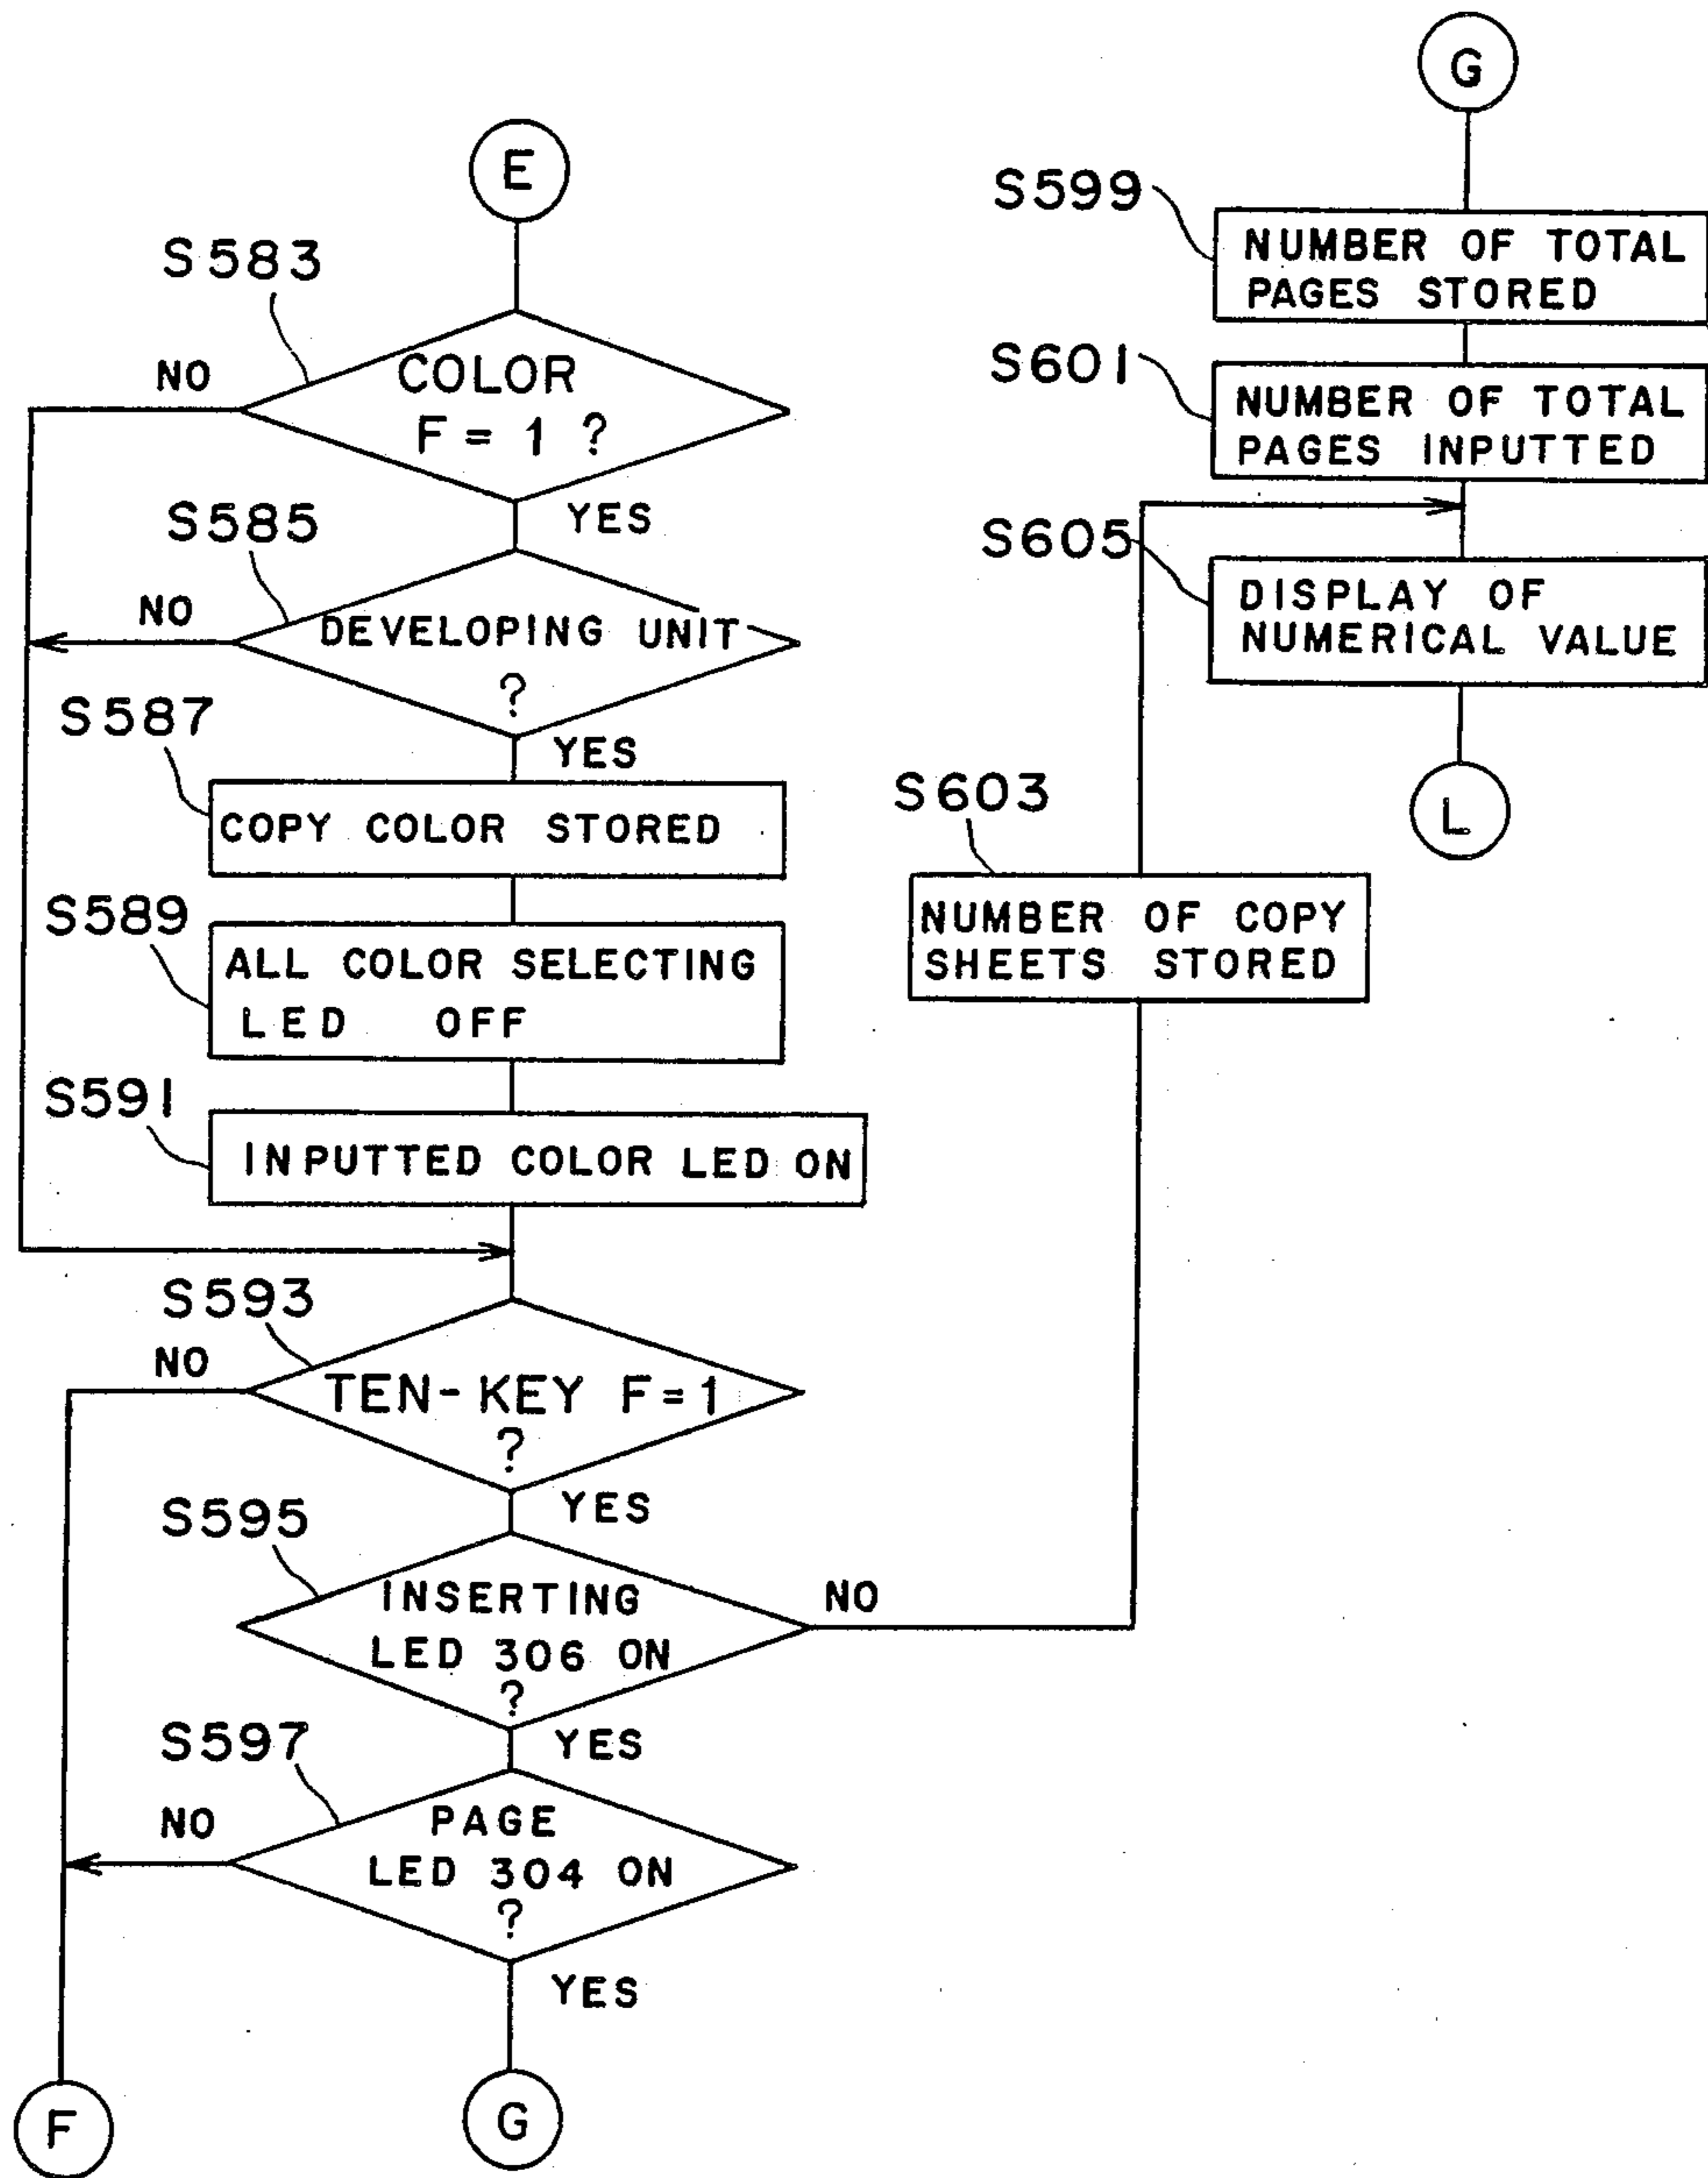 E
S583
COLOR
F = 1 ?
NO
YES
S585
DEVELOPING UNIT
?
NO
YES
S587
COPY COLOR STORED
S589
ALL COLOR SELECTING
LED OFF
S591
INPUTTED COLOR LED ON
S593
TEN-KEY F=1
?
NO
YES
S595
INSERTING
LED 306 ON
?
NO
YES
S597
PAGE
LED 304 ON
?
NO
YES
F
G
G
S599
NUMBER OF TOTAL
PAGES STORED
S601
NUMBER OF TOTAL
PAGES INPUTTED
S605
DISPLAY OF
NUMERICAL VALUE
L
S603
NUMBER OF COPY
SHEETS STORED